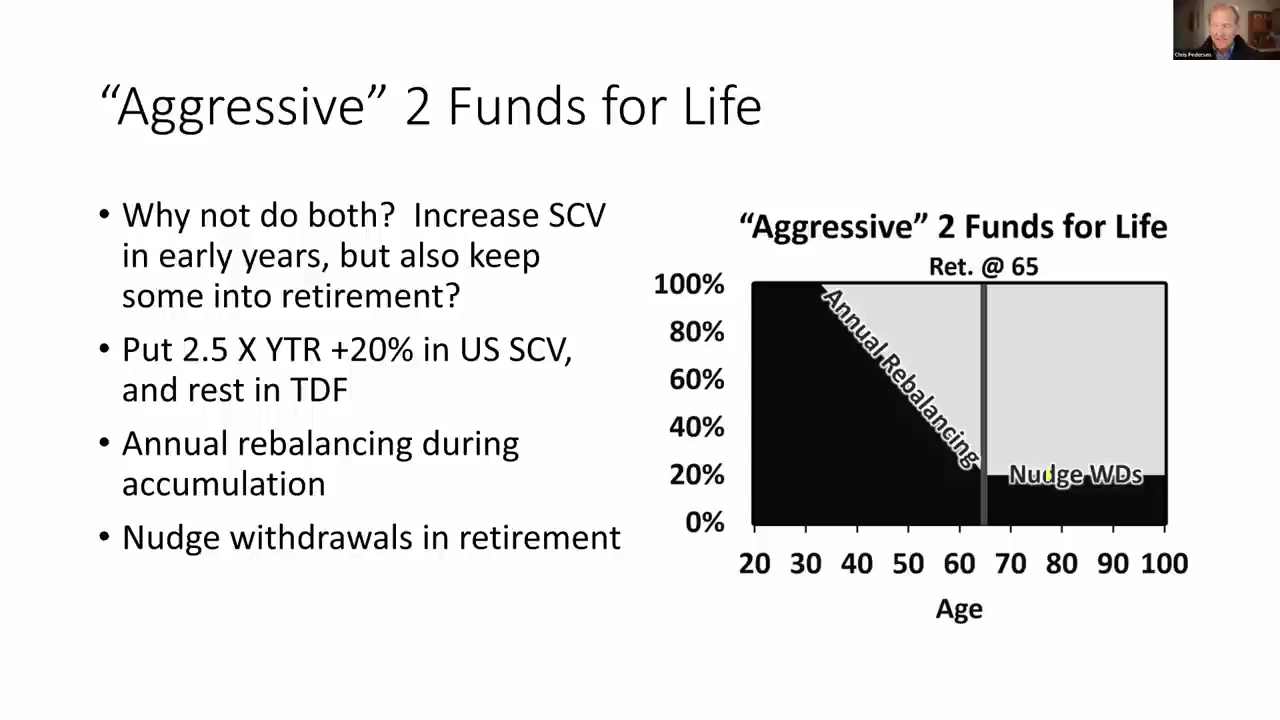 Chris Pedersen
“Aggressive” 2 Funds for Life
• Why not do both?  Increase SCV
in early years, but also keep
some into retirement?
• Put 2.5 X YTR +20% in US SCV,
and rest in TDF
• Annual rebalancing during
accumulation
• Nudge withdrawals in retirement
“Aggressive” 2 Funds for Life
Ret. @ 65
100%
80%
60%
40%
20%
0%
Annual Rebalancing
Nudge WDs
20 30 40 50 60 70 80 90 100
Age